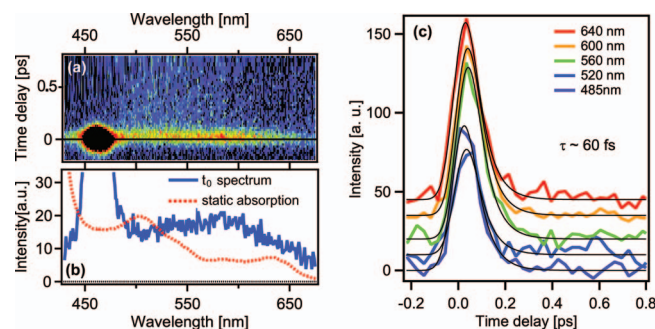 Wavelength [nm]
450 550 650
(a)
Time delay [ps]
0.5
0
30
20
10
0
Intensity[a.u.]
t0 spectrum
static absorption
(b)
450 550 650
Wavelength [nm]
(c)
150
100
50
0
Intensity [a. u.]
640 nm
600 nm
560 nm
520 nm
485nm
τ ~ 60 fs
-0.2 0.0 0.2 0.4 0.6 0.8
Time delay [ps]